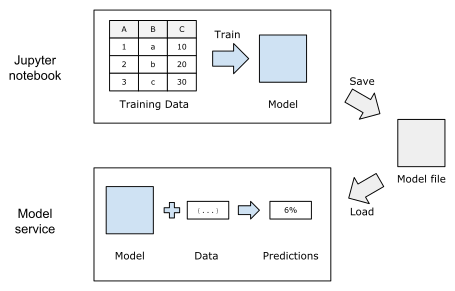 Jupyter
notebook
A B C
1 a 10
2 b 20
3 c 30
Training Data
Train
Model
Save
Model file
Load
Model
service
(...)
6%
Model
Data
Predictions